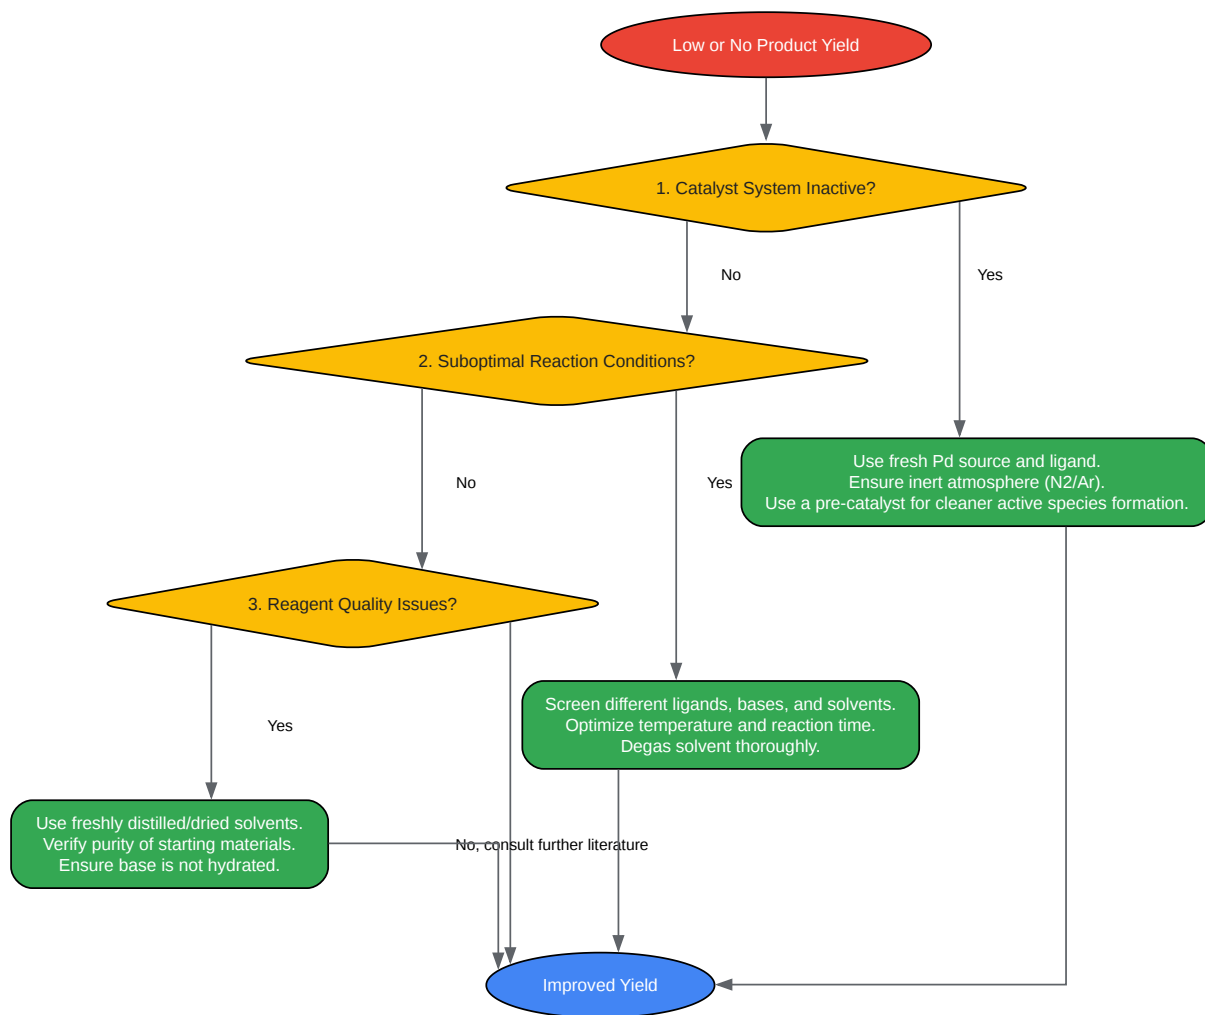 Low or No Product Yield
1. Catalyst System Inactive?
No
Yes
2. Suboptimal Reaction Conditions?
Use fresh Pd source and ligand.
Ensure inert atmosphere (N2/Ar).
Use a pre-catalyst for cleaner active species formation.
No
Yes
3. Reagent Quality Issues?
Screen different ligands, bases, and solvents.
Optimize temperature and reaction time.
Degas solvent thoroughly.
Yes
Use freshly distilled/dried solvents.
Verify purity of starting materials.
Ensure base is not hydrated.
No, consult further literature
Improved Yield